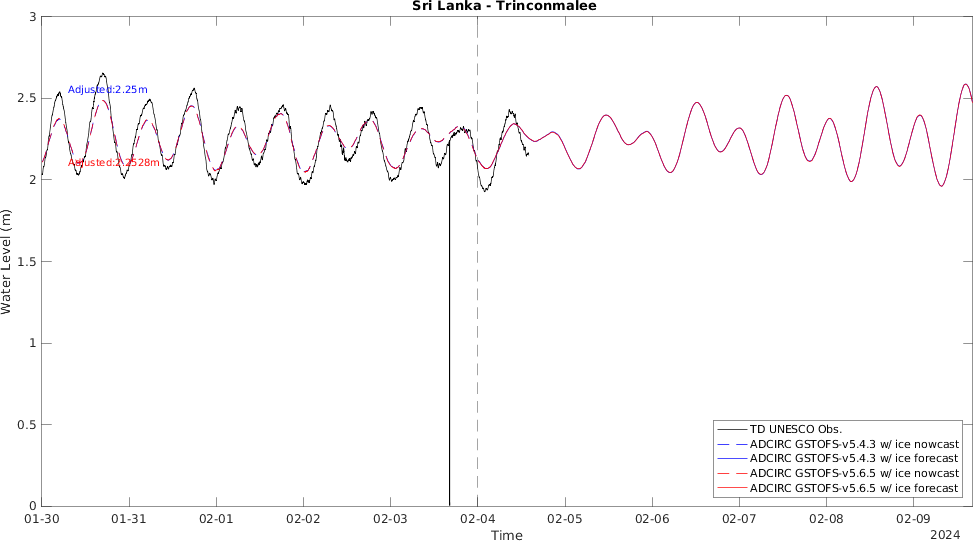 Sri Lanka - Trinconmalee
3
2.5
2
1.5
1
0.5
0
Water Level (m)
Adjusted:2.25m
Adjusted:2.2528m
TD UNESCO Obs.
ADCIRC GSTOFS-v5.4.3 w/ ice nowcast
ADCIRC GSTOFS-v5.4.3 w/ ice forecast
ADCIRC GSTOFS-v5.6.5 w/ ice nowcast
ADCIRC GSTOFS-v5.6.5 w/ ice forecast
01-30 01-31 02-01 02-02 02-03 02-04 02-05 02-06 02-07 02-08 02-09
Time
2024